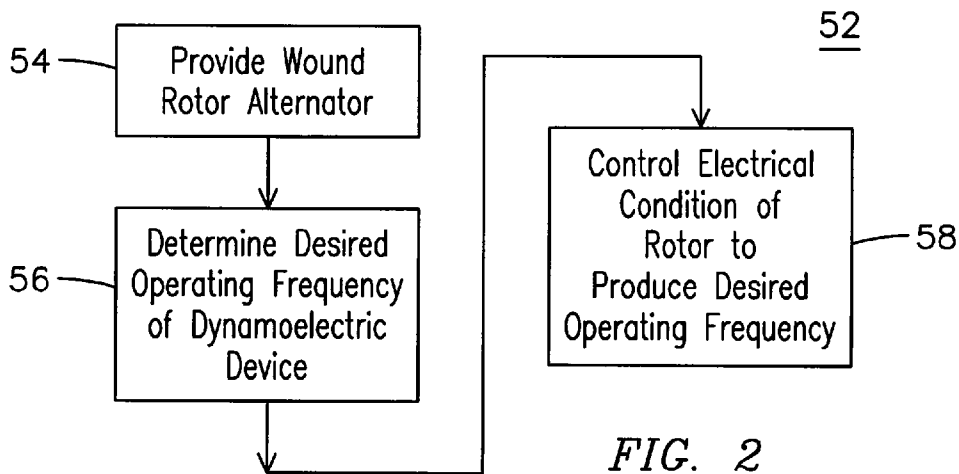 52
54
Provide Wound
Rotor Alternator
56
Determine Desired
Operating Frequency
of Dynamoelectric
Device
Control Electrical
Condition of
Rotor to
Produce Desired
Operating Frequency
58
FIG. 2